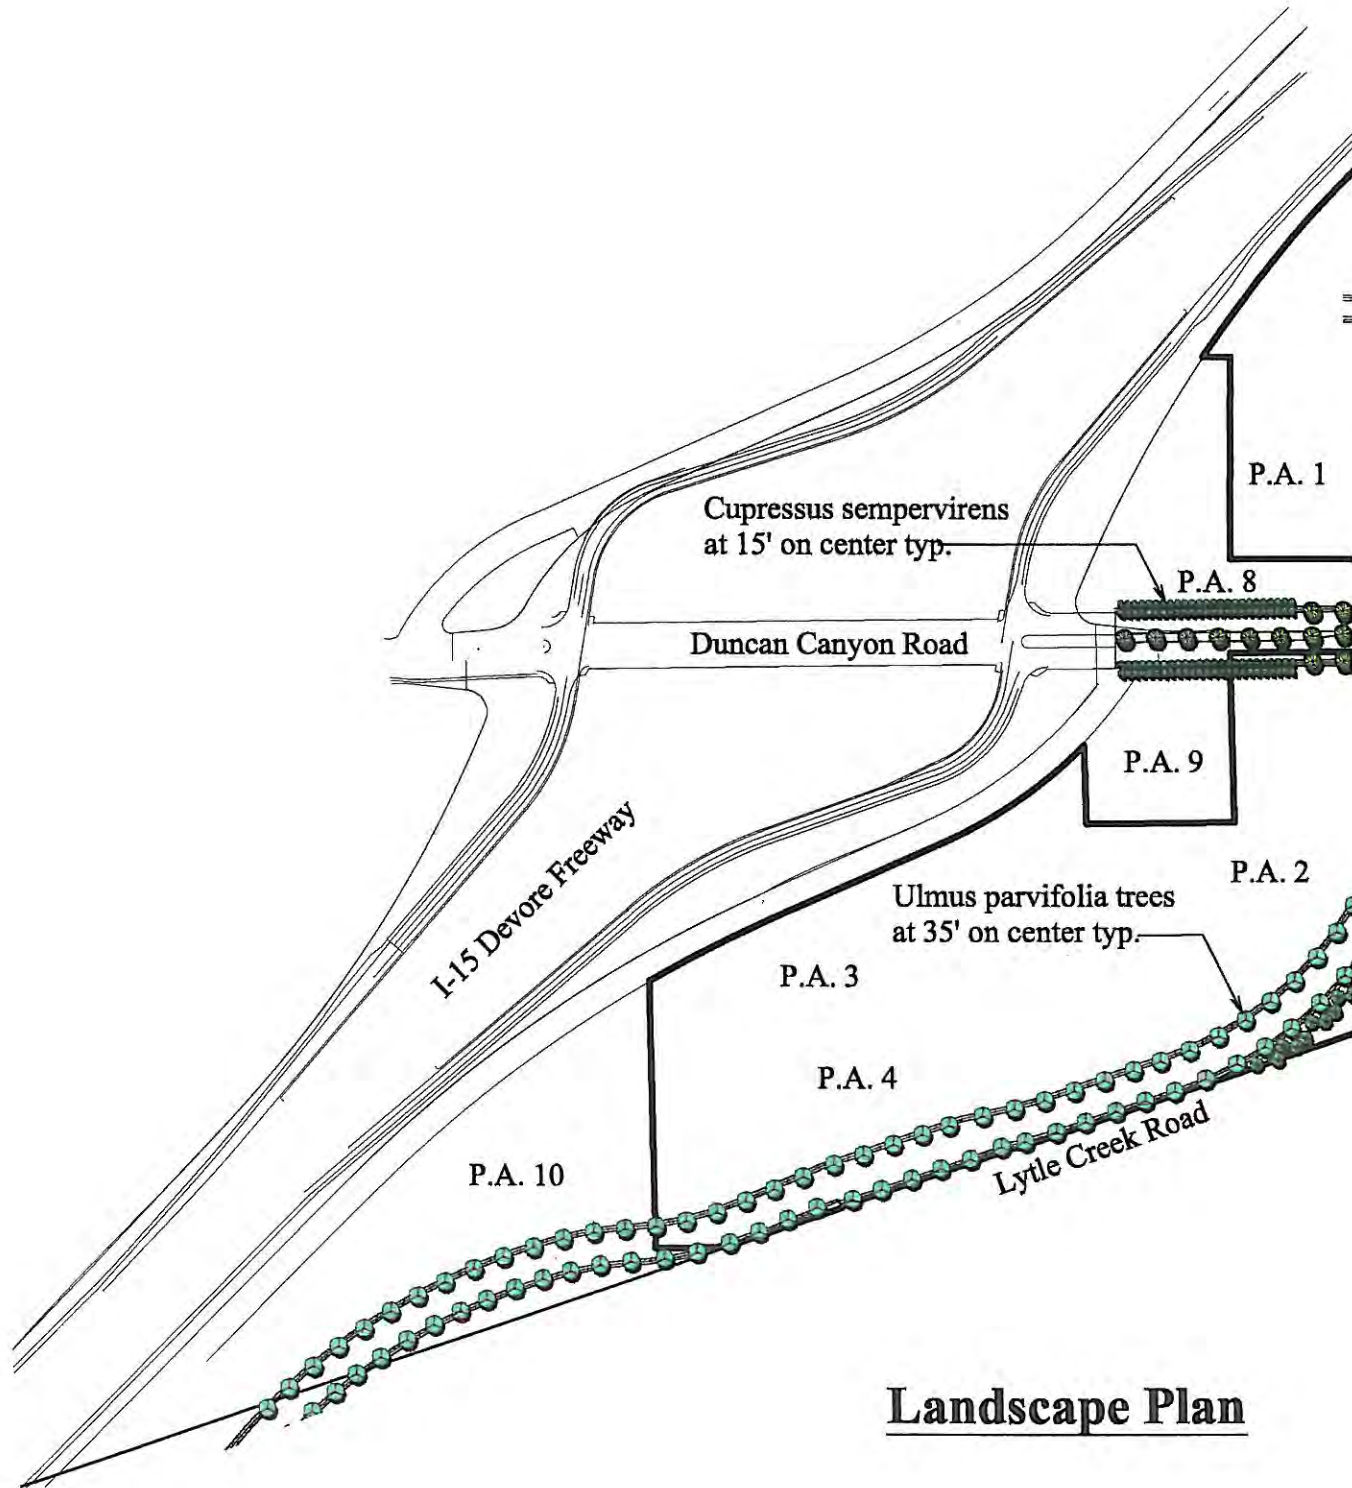 P.A. 1
Cupressus sempervirens
at 15' on center typ.
P.A. 8
Duncan Canyon Road
P.A. 9
I-15 Devore Freeway
P.A. 2
Ulmus parvifolia trees
at 35' on center typ.
P.A. 3
P.A. 4
Lytle Creek Road
P.A. 10
Landscape Plan